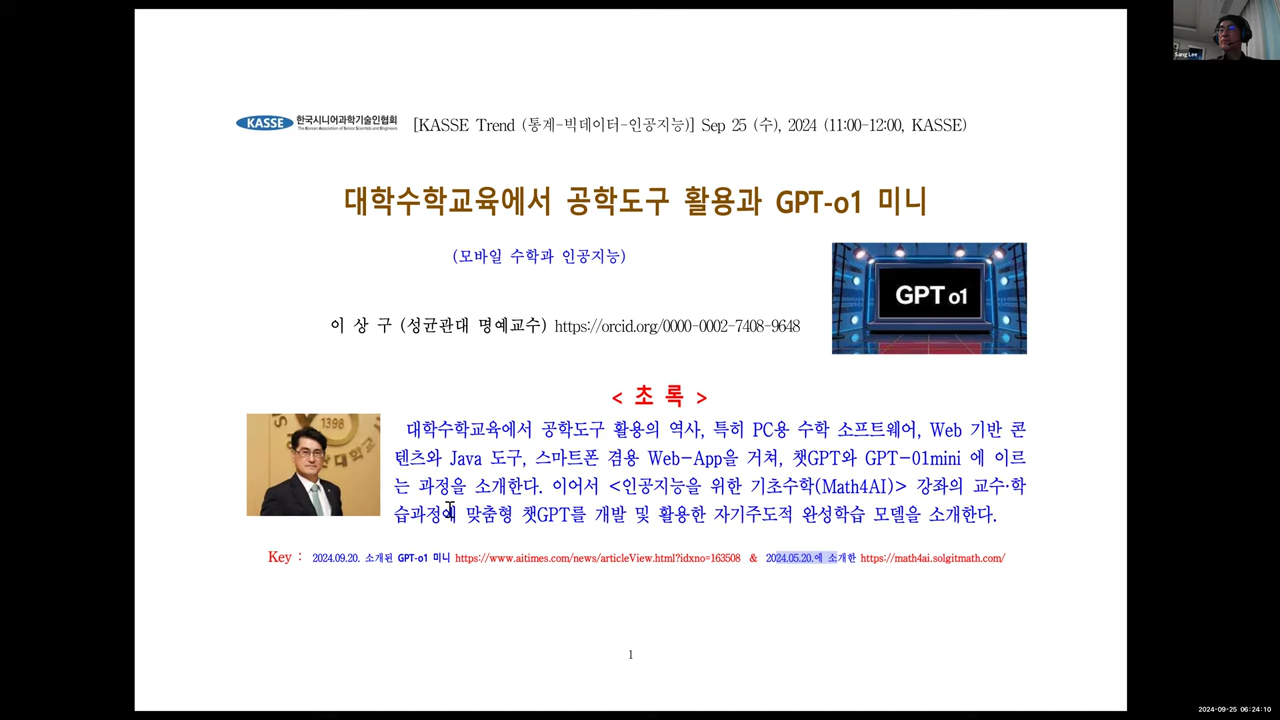 Sang Lee
KASSE 한국시니어과학기술인협회
The Korean Association of Senior Scientists and Engineers
[KASSE Trend (통계-빅데이터-인공지능)] Sep 25 (수), 2024 (11:00-12:00, KASSE)
대학수학교육에서 공학도구 활용과 GPT-o1 미니
(모바일 수학과 인공지능)
GPT o1
이 상 구 (성균관대 명예교수) https://orcid.org/0000-0002-7408-9648
< 초 록 >
1398
대학수학교육에서 공학도구 활용의 역사, 특히 PC용 수학 소프트웨어, Web 기반 콘
텐츠와 Java 도구, 스마트폰 겸용 Web-App을 거쳐, 챗GPT와 GPT-01mini 에 이르
는 과정을 소개한다. 이어서 <인공지능을 위한 기초수학(Math4AI)> 강좌의 교수·학
습과정에 맞춤형 챗GPT를 개발 및 활용한 자기주도적 완성학습 모델을 소개한다.
Key : 2024.09.20. 소개된 GPT-o1 미니 https://www.aitimes.com/news/articleView.html?idxno=163508 & 2024.05.20.에 소개한 https://math4ai.solgitmath.com/
1
2024-09-25 06:24:10